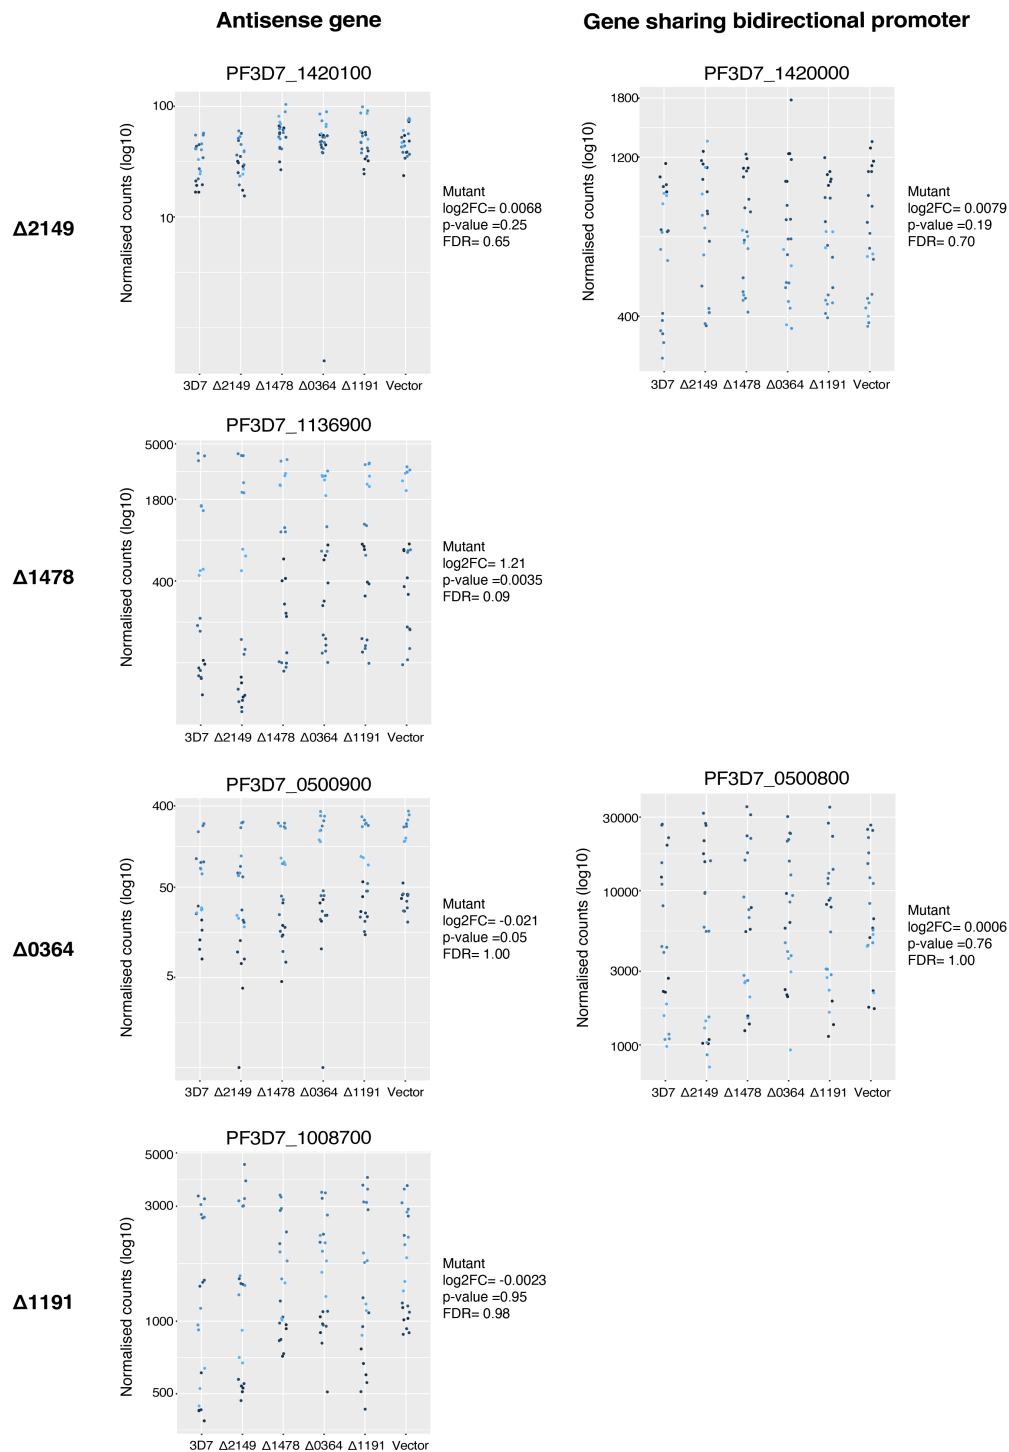 Antisense gene
Gene sharing bidirectional promoter
Δ2149
PF3D7_1420100
Normalised counts (log10)
100
10
3D7 Δ2149 Δ1478 Δ0364 Δ1191 Vector
Mutant
log2FC= 0.0068
p-value =0.25
FDR= 0.65
PF3D7_1420000
Normalised counts (log10)
1800
1200
400
3D7 Δ2149 Δ1478 Δ0364 Δ1191 Vector
Mutant
log2FC= 0.0079
p-value =0.19
FDR= 0.70
Δ1478
PF3D7_1136900
Normalised counts (log10)
5000
1800
400
3D7 Δ2149 Δ1478 Δ0364 Δ1191 Vector
Mutant
log2FC= 1.21
p-value =0.0035
FDR= 0.09
Δ0364
PF3D7_0500900
Normalised counts (log10)
400
50
5
3D7 Δ2149 Δ1478 Δ0364 Δ1191 Vector
Mutant
log2FC= -0.021
p-value =0.05
FDR= 1.00
PF3D7_0500800
Normalised counts (log10)
30000
10000
3000
1000
3D7 Δ2149 Δ1478 Δ0364 Δ1191 Vector
Mutant
log2FC= 0.0006
p-value =0.76
FDR= 1.00
Δ1191
PF3D7_1008700
Normalised counts (log10)
5000
3000
1000
500
3D7 Δ2149 Δ1478 Δ0364 Δ1191 Vector
Mutant
log2FC= -0.0023
p-value =0.95
FDR= 0.98